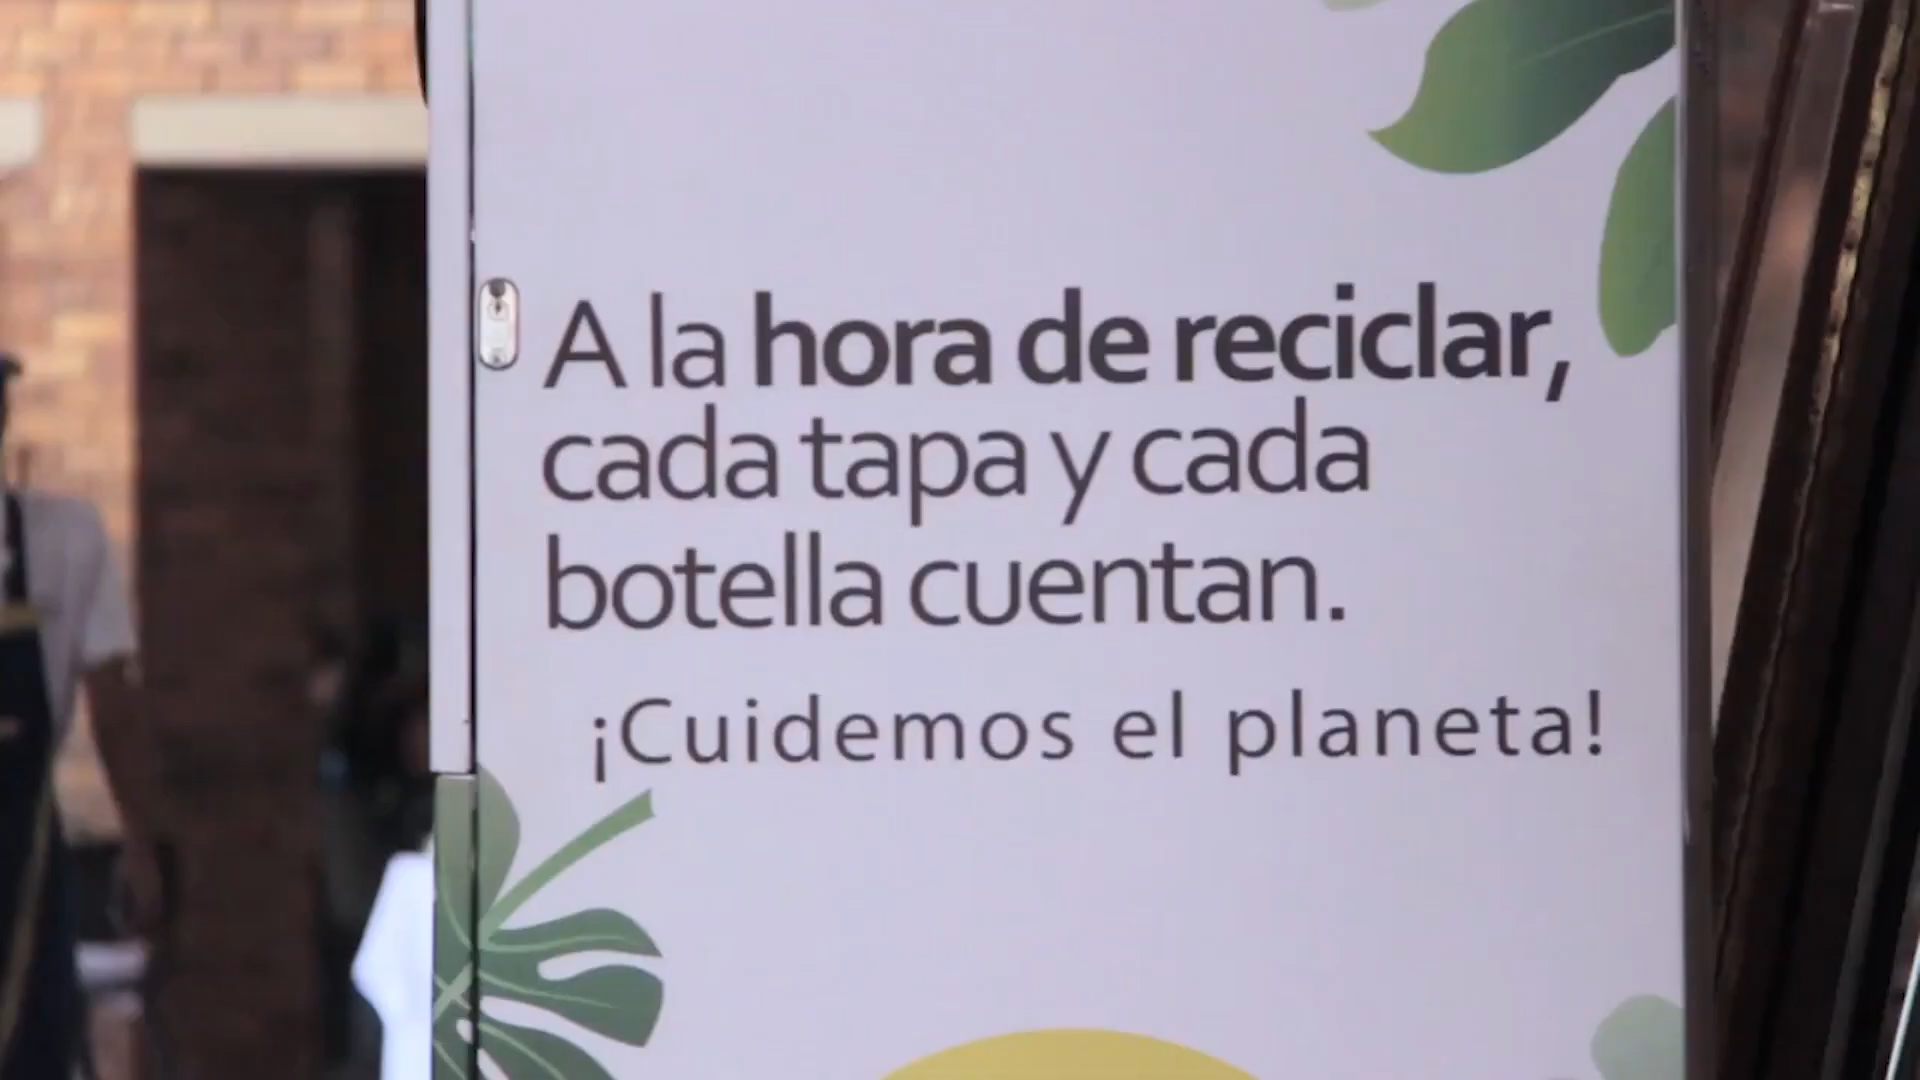 A la hora de reciclar,
cada tapa y cada
botella cuentan.
¡Cuidemos el planeta!